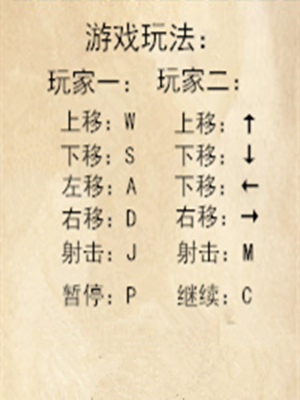 游戏玩法：
玩家一： 玩家二：
上移：W 上移：↑
下移：S 下移：↓
左移：A 下移：←
右移：D 右移：→
射击：J 射击：M
暂停：P 继续：C